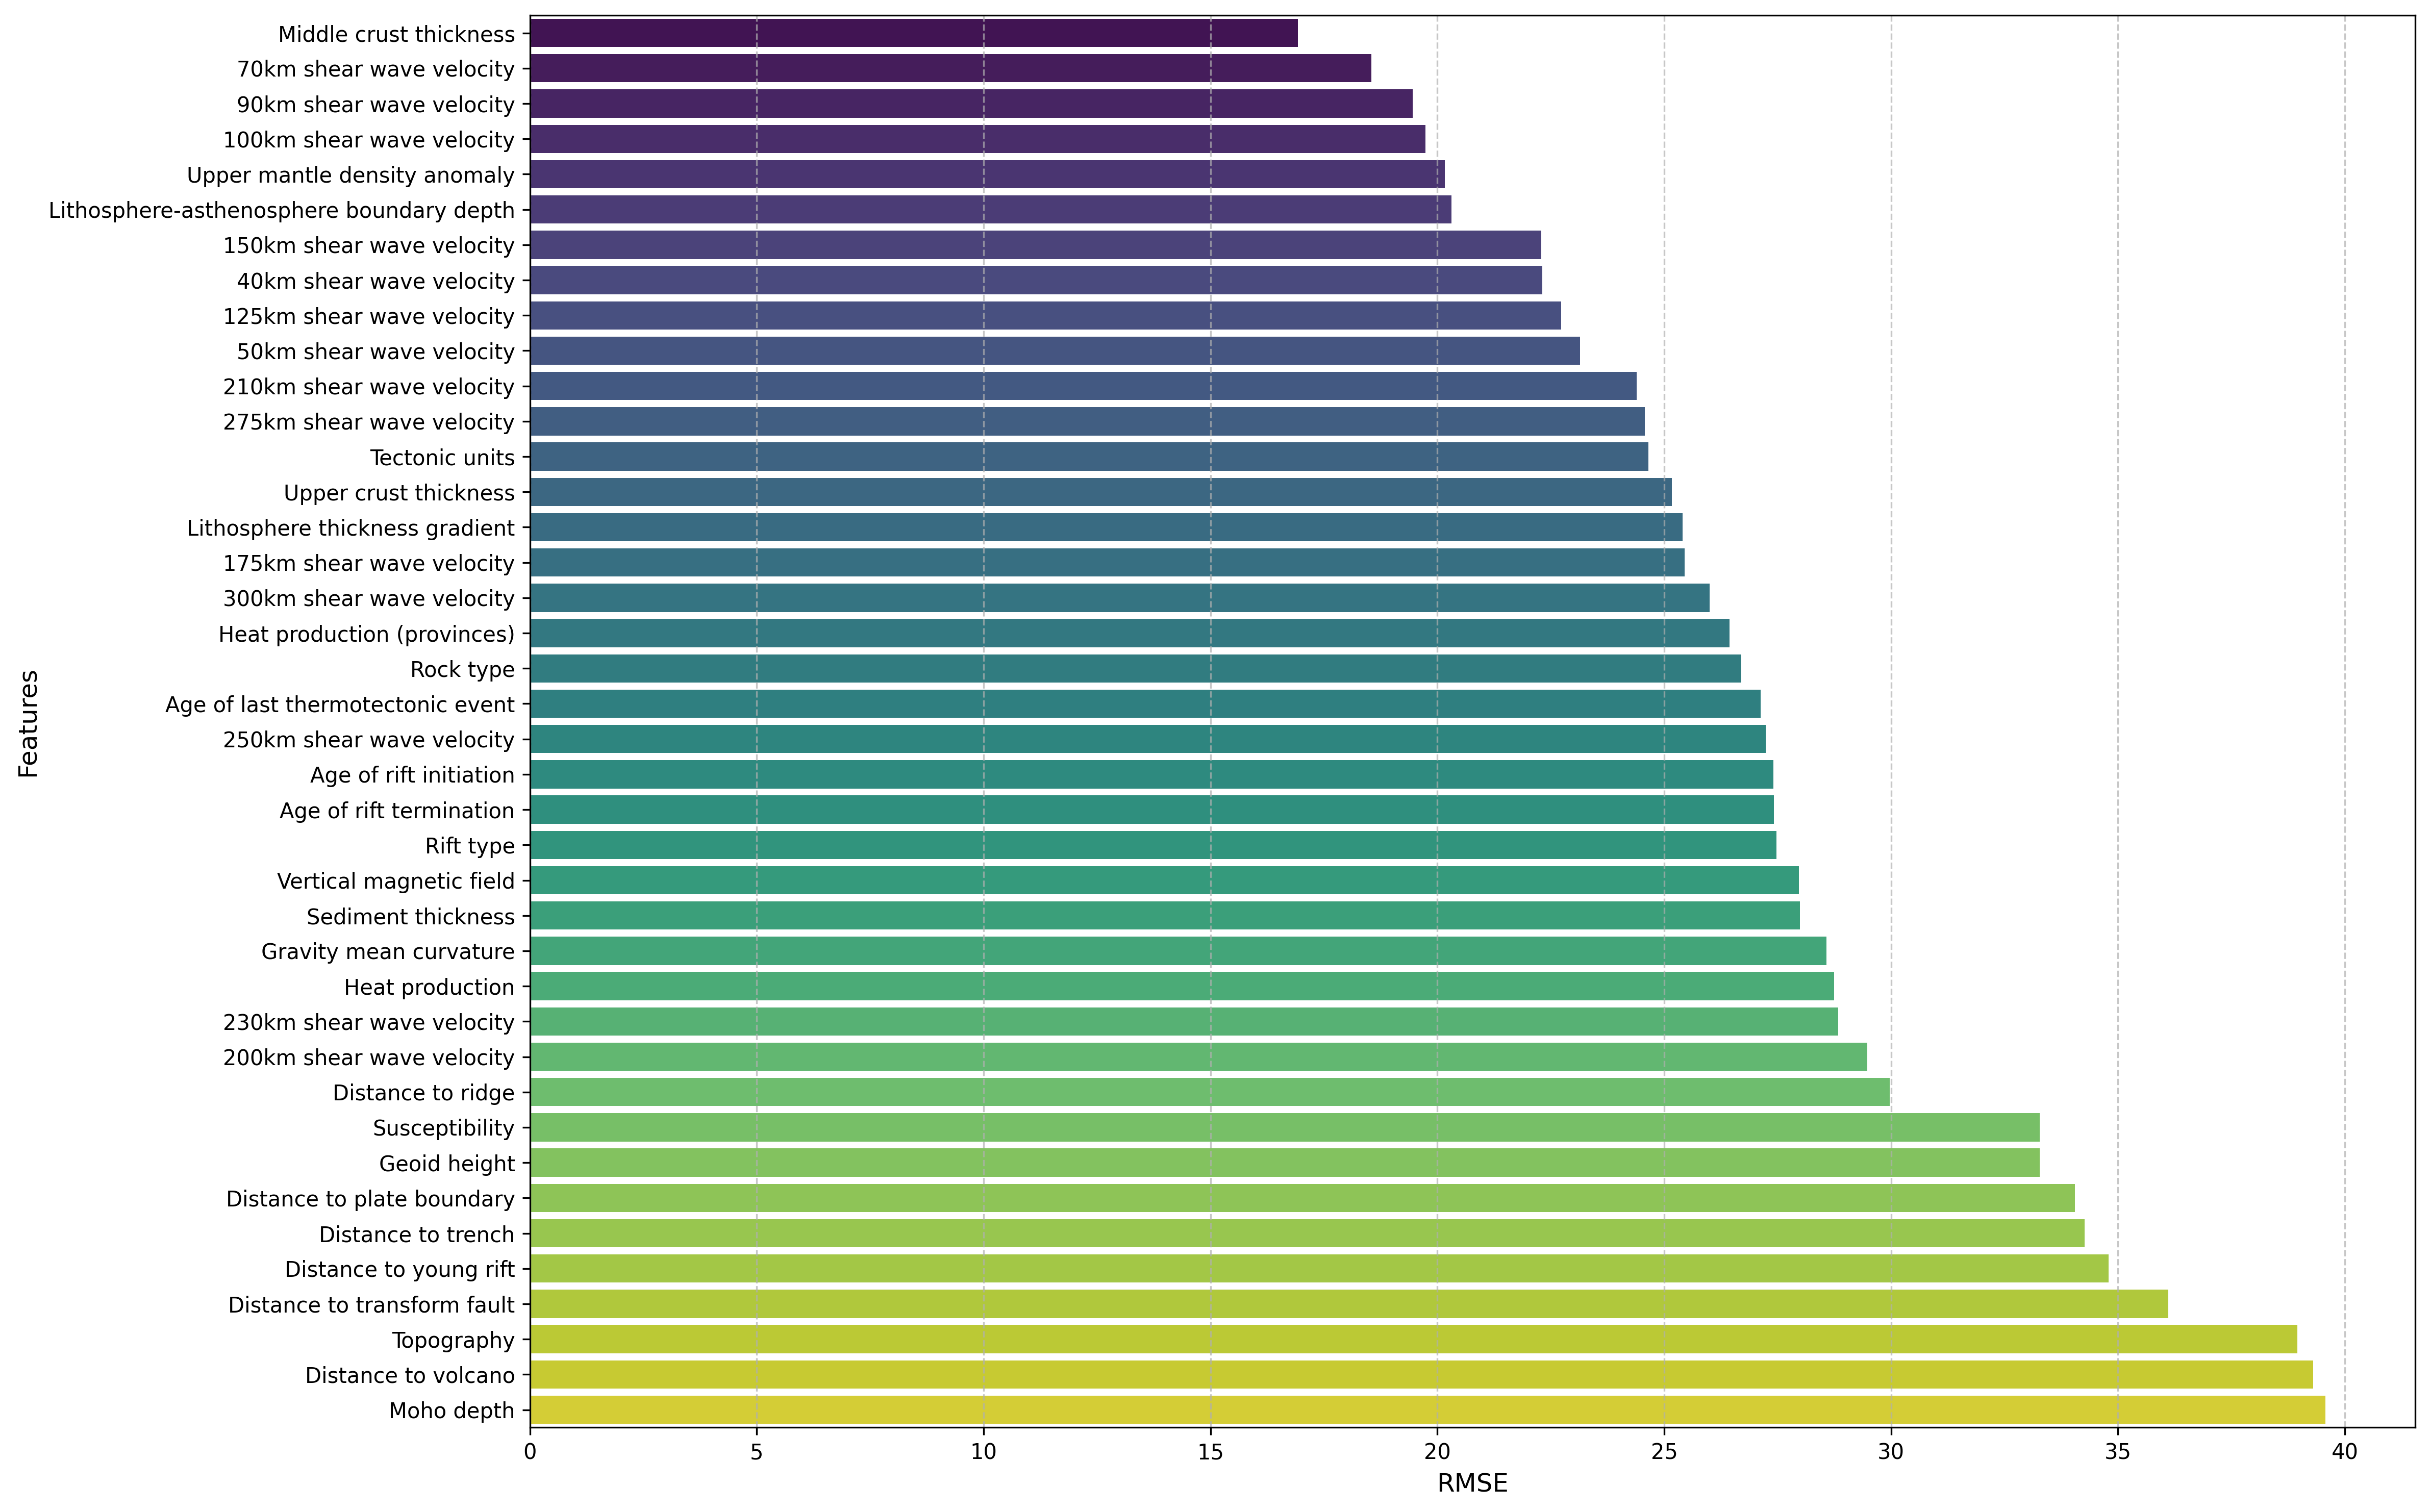 Features
Middle crust thickness
70km shear wave velocity
90km shear wave velocity
100km shear wave velocity
Upper mantle density anomaly
Lithosphere-asthenosphere boundary depth
150km shear wave velocity
40km shear wave velocity
125km shear wave velocity
50km shear wave velocity
210km shear wave velocity
275km shear wave velocity
Tectonic units
Upper crust thickness
Lithosphere thickness gradient
175km shear wave velocity
300km shear wave velocity
Heat production (provinces)
Rock type
Age of last thermotectonic event
250km shear wave velocity
Age of rift initiation
Age of rift termination
Rift type
Vertical magnetic field
Sediment thickness
Gravity mean curvature
Heat production
230km shear wave velocity
200km shear wave velocity
Distance to ridge
Susceptibility
Geoid height
Distance to plate boundary
Distance to trench
Distance to young rift
Distance to transform fault
Topography
Distance to volcano
Moho depth
0 5 10 15 20 25 30 35 40
RMSE